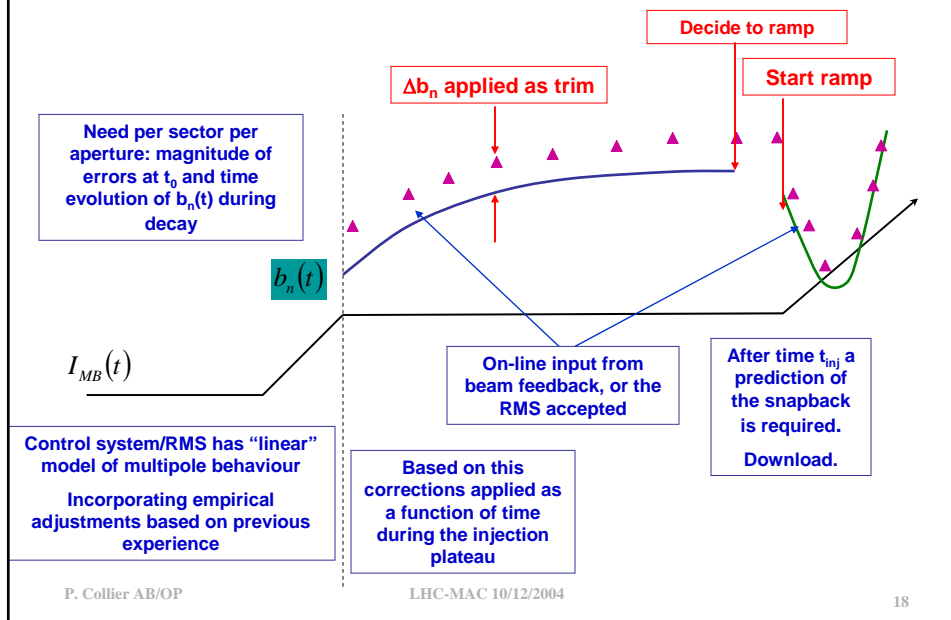 Decide to ramp
Δbn applied as trim
Start ramp
Need per sector per
aperture: magnitude of
errors at t0 and time
evolution of bn(t) during
decay
bn(t)
IMB(t)
On-line input from
beam feedback, or the
RMS accepted
After time tinj a
prediction of
the snapback
is required.
Download.
Control system/RMS has “linear”
model of multipole behaviour
Incorporating empirical
adjustments based on previous
experience
Based on this
corrections applied as
a function of time
during the injection
plateau
P. Collier AB/OP
LHC-MAC 10/12/2004
18